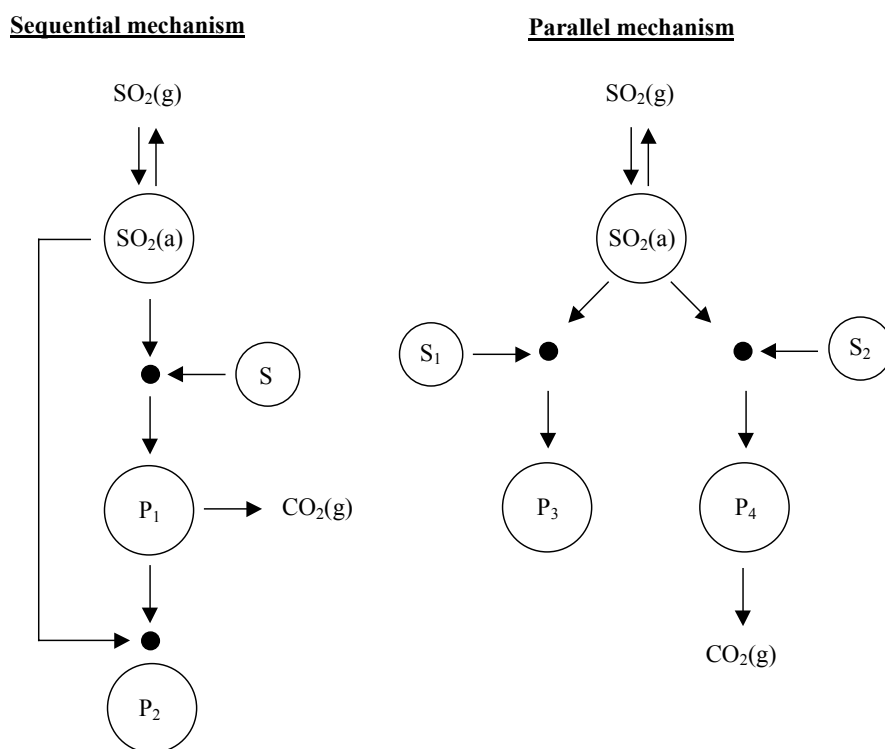 Sequential mechanism
SO₂(g)
SO₂(a)
S
P₁
CO₂(g)
P₂
Parallel mechanism
SO₂(g)
SO₂(a)
S₁
S₂
P₃
P₄
CO₂(g)